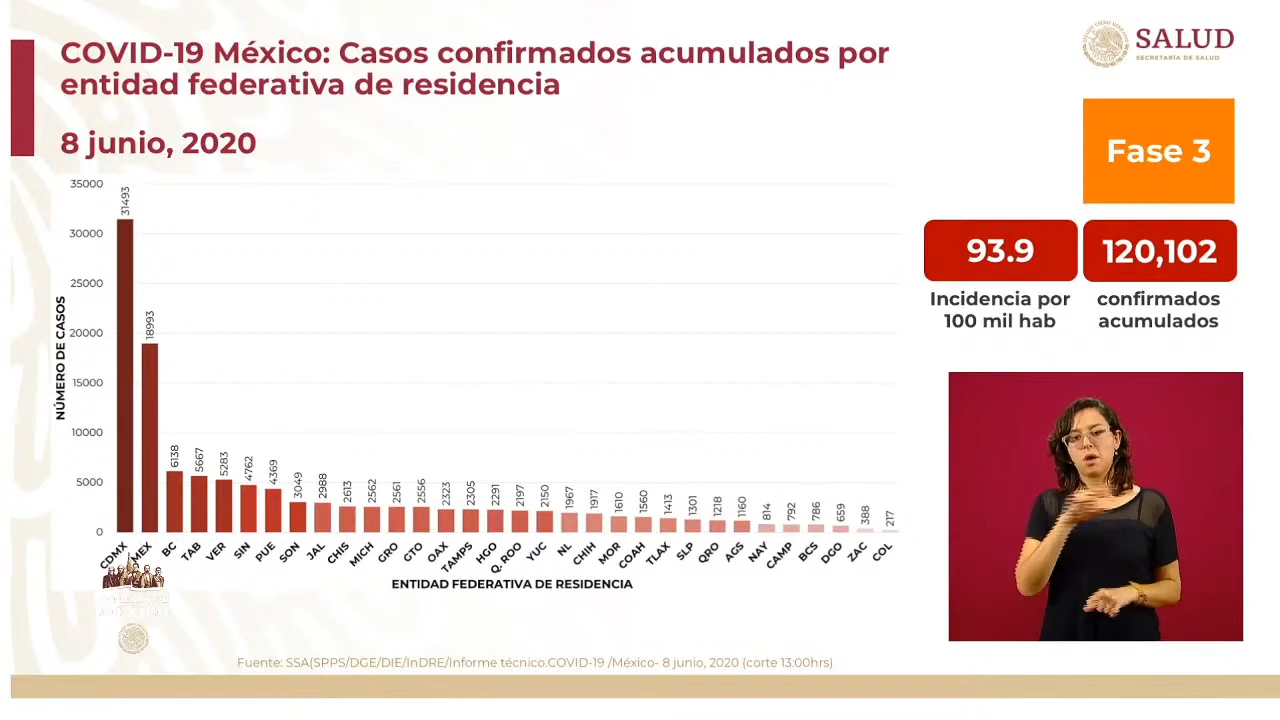 COVID-19 México: Casos confirmados acumulados por
entidad federativa de residencia
8 junio, 2020
SALUD
SECRETARÍA DE SALUD
Fase 3
93.9
Incidencia por
100 mil hab
120,102
confirmados
acumulados
NÚMERO DE CASOS
35000
30000
25000
20000
15000
10000
5000
0
31493
18993
6138
5667
5283
4762
4369
3049
2988
2613
2562
2561
2556
2323
2305
2291
2197
2150
1967
1917
1610
1560
1413
1301
1218
1160
814
792
786
659
388
217
CDMX
MEX
BC
TAB
VER
SIN
PUE
SON
JAL
CHIS
MICH
GRO
GTO
OAX
TAMPS
HGO
Q. ROO
YUC
NL
CHIH
MOR
COAH
TLAX
SLP
QRO
AGS
NAY
CAMP
BCS
DGO
ZAC
COL
ENTIDAD FEDERATIVA DE RESIDENCIA
Fuente: SSA(SPPS/DGE/DIE/InDRE/Informe técnico.COVID-19 /México- 8 junio, 2020 (corte 13:00hrs)